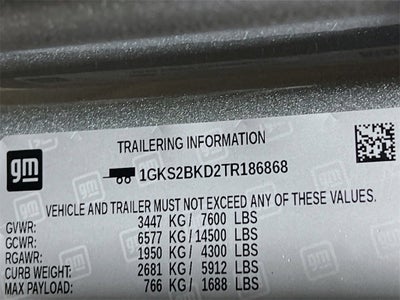 TRAILERING INFORMATION
gm
1GKS2BKD2TR186868
VEHICLE AND TRAILER MUST NOT EXCEED ANY OF THESE VALUES.
GVWR: 3447 KG/ 7600 LBS
GCWR: 6577 KG/ 14500 LBS
RGAWR: 1950 KG/ 4300 LBS
CURB WEIGHT: 2681 KG/ 5912 LBS
MAX PAYLOAD: 766 KG/ 1688 LBS